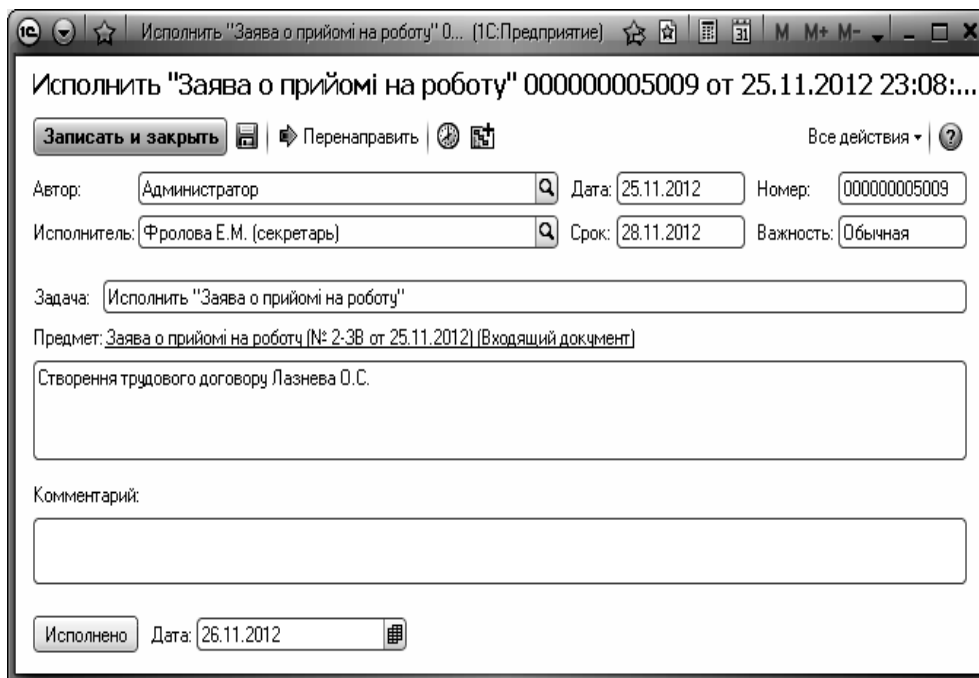 1С Исполнить "Заява о прийомі на роботу" 0... (1С:Предприятие) 31 M M+ M-
Исполнить "Заява о прийомі на роботу" 000000005009 от 25.11.2012 23:08:...
Записать и закрыть Перенаправить Все действия ?
Автор: Администратор Дата: 25.11.2012 Номер: 000000005009
Исполнитель: Фролова Е.М. (секретарь) Срок: 28.11.2012 Важность: Обычная
Задача: Исполнить "Заява о прийомі на роботу"
Предмет: Заява о прийомі на роботу (№ 2-ЗВ от 25.11.2012) (Входящий документ)
Створення трудового договору Лазнева О.С.
Комментарий:
Исполнено Дата: 26.11.2012